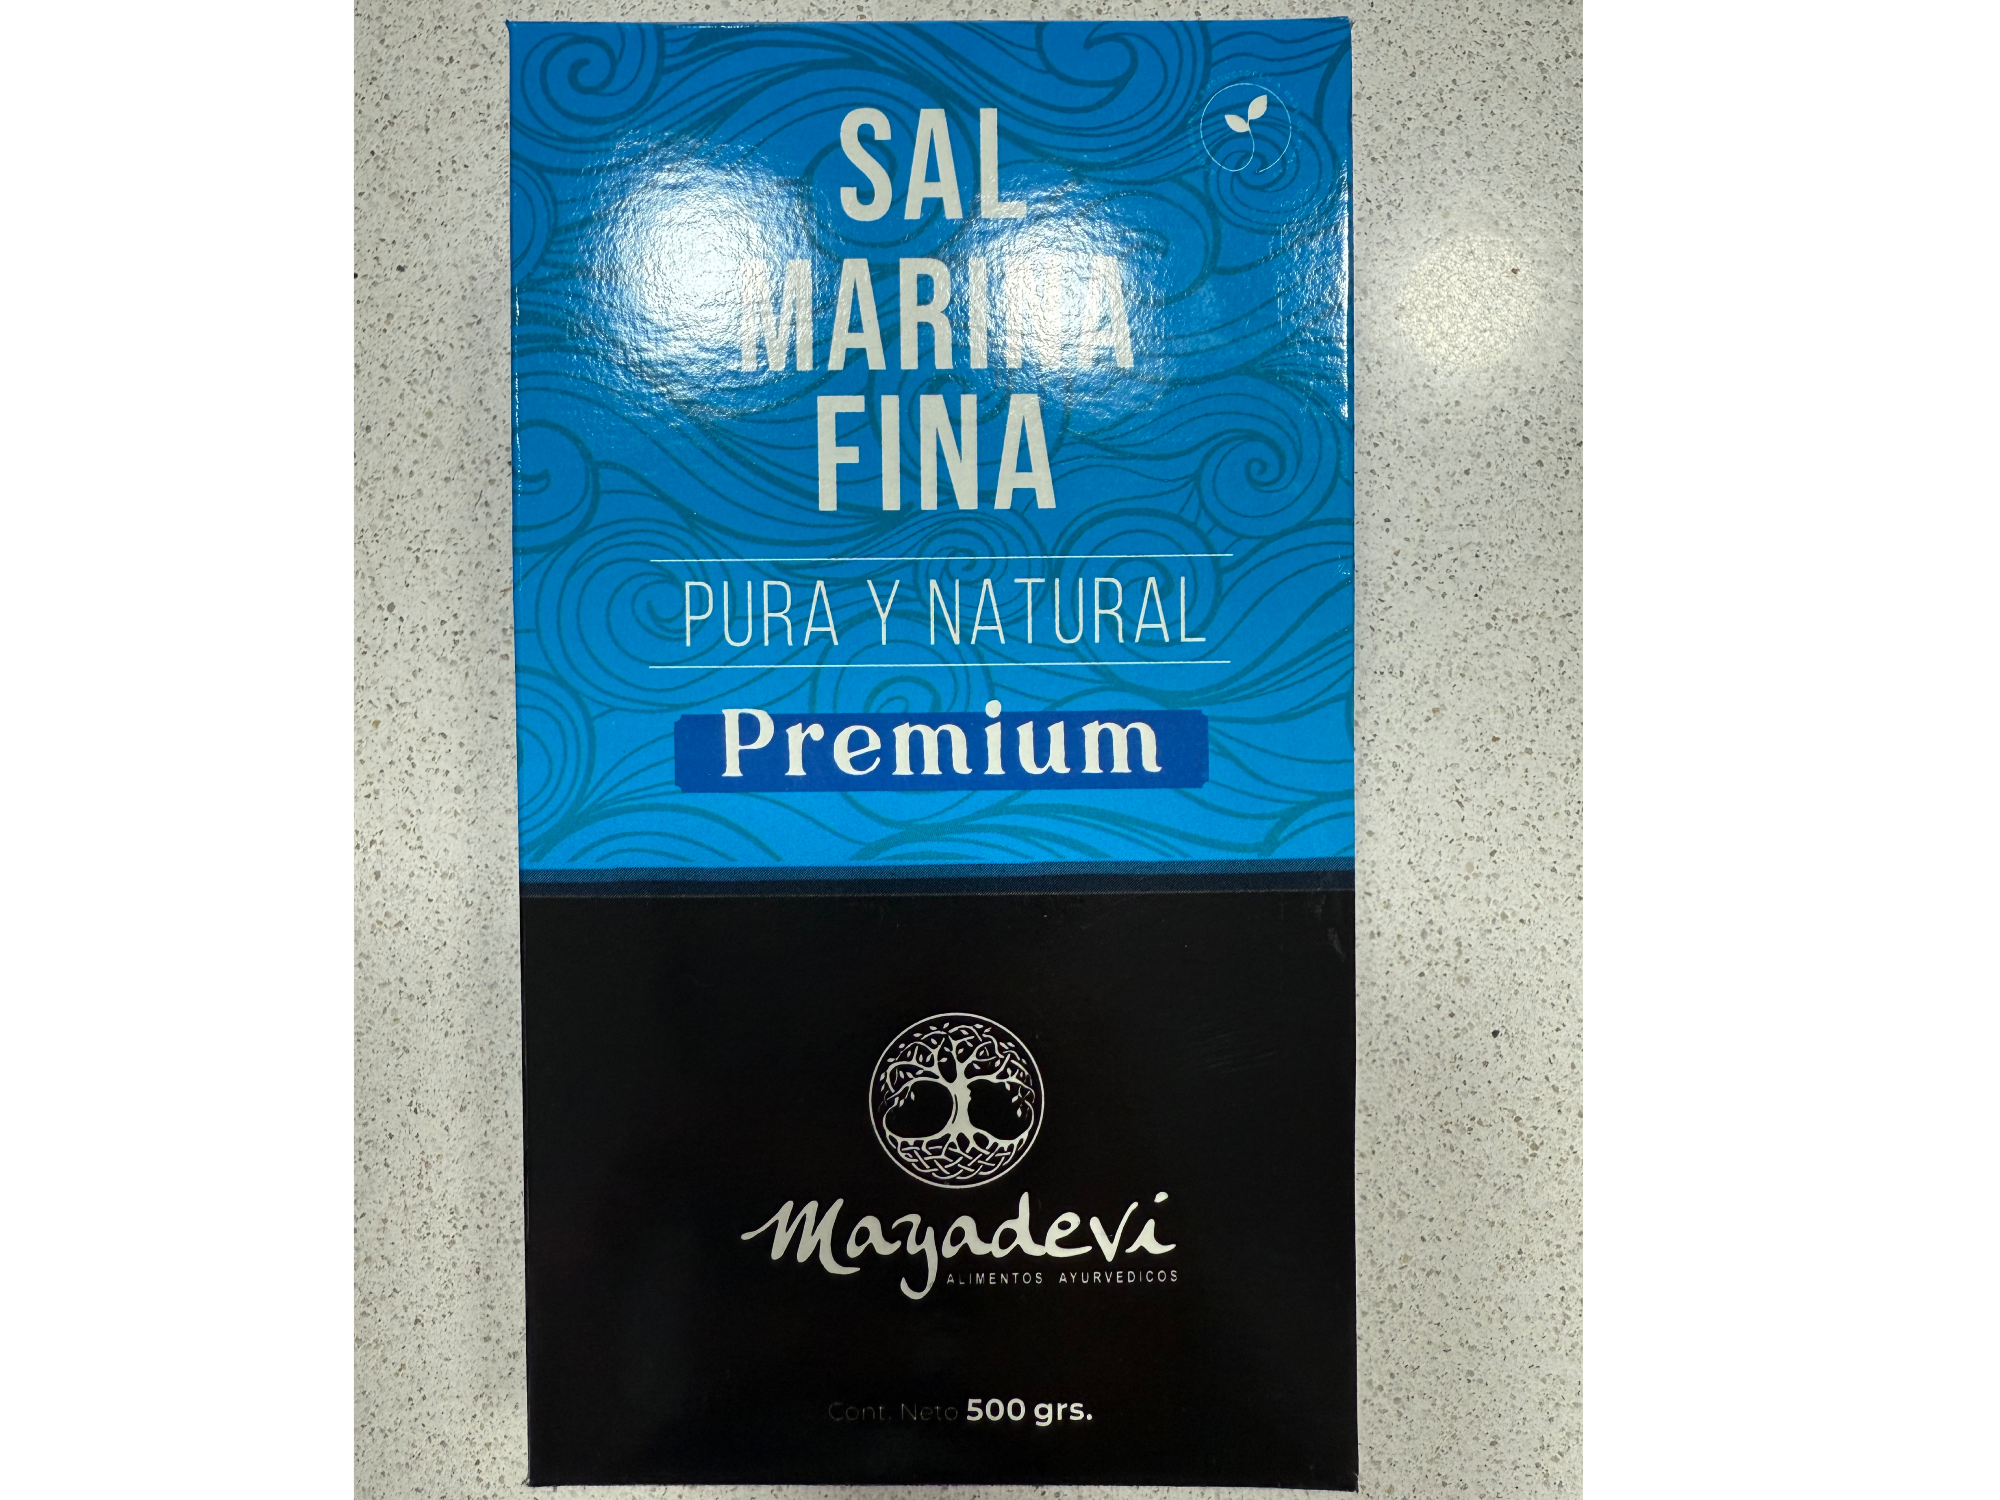 SAL
MARINA
FINA
PURA Y NATURAL
Premium
Mayadevi
ALIMENTOS AYURVEDICOS
Cont. Neto 500 grs.